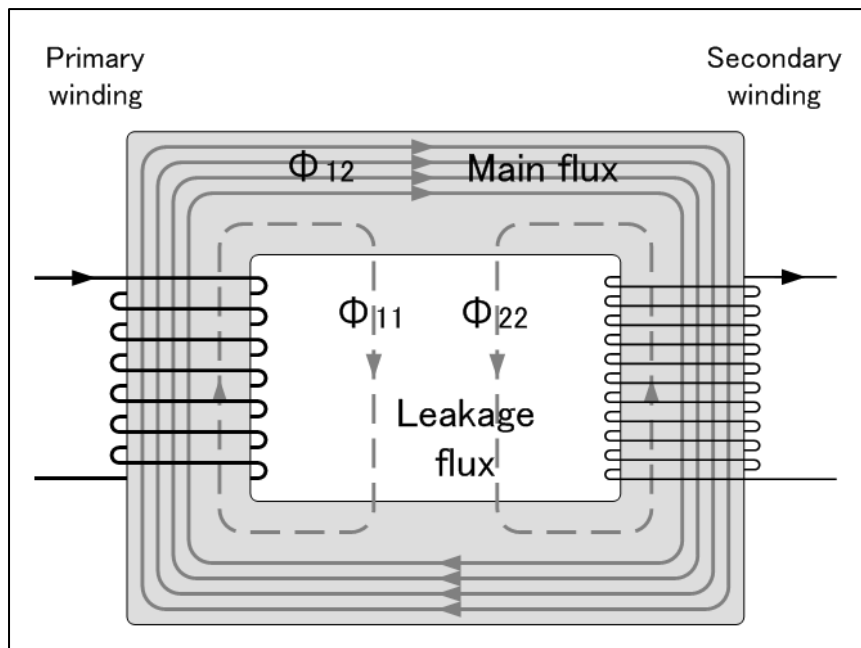 Primary
winding
Secondary
winding
Φ12 Main flux
Φ11 Φ22
Leakage
flux